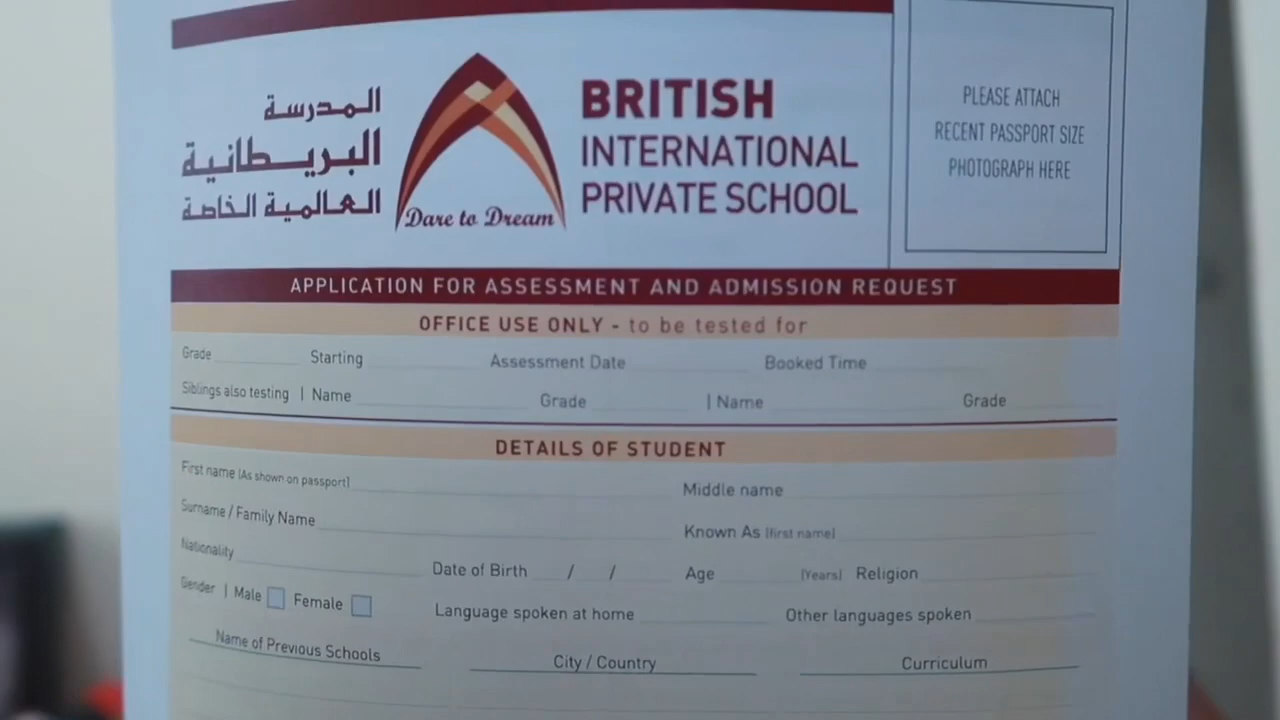 المدرسة
البريطانية
العالمية الخاصة
Dare to Dream
BRITISH
INTERNATIONAL
PRIVATE SCHOOL
PLEASE ATTACH
RECENT PASSPORT SIZE
PHOTOGRAPH HERE
APPLICATION FOR ASSESSMENT AND ADMISSION REQUEST
OFFICE USE ONLY - to be tested for
Grade Starting Assessment Date Booked Time
Siblings also testing | Name Grade | Name Grade
DETAILS OF STUDENT
First name (As shown on passport) Middle name
Surname / Family Name Known As (first name)
Nationality Date of Birth / / Age (Years) Religion
Gender | Male Female Language spoken at home Other languages spoken
Name of Previous Schools City / Country Curriculum